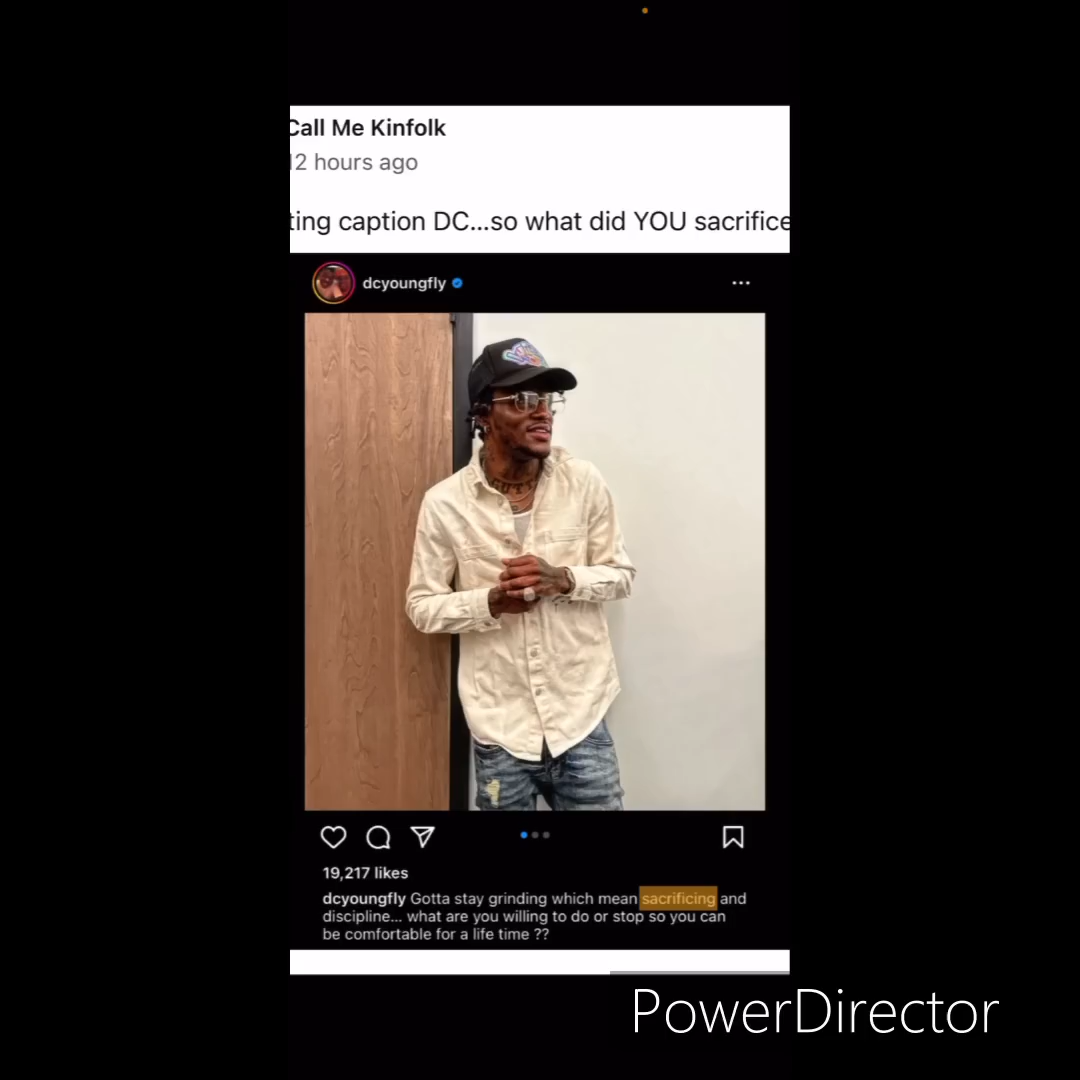 Call Me Kinfolk
12 hours ago
ting caption DC...so what did YOU sacrifice
dcyoungfly
19,217 likes
dcyoungfly Gotta stay grinding which mean sacrificing and
discipline... what are you willing to do or stop so you can
be comfortable for a life time ??
PowerDirector